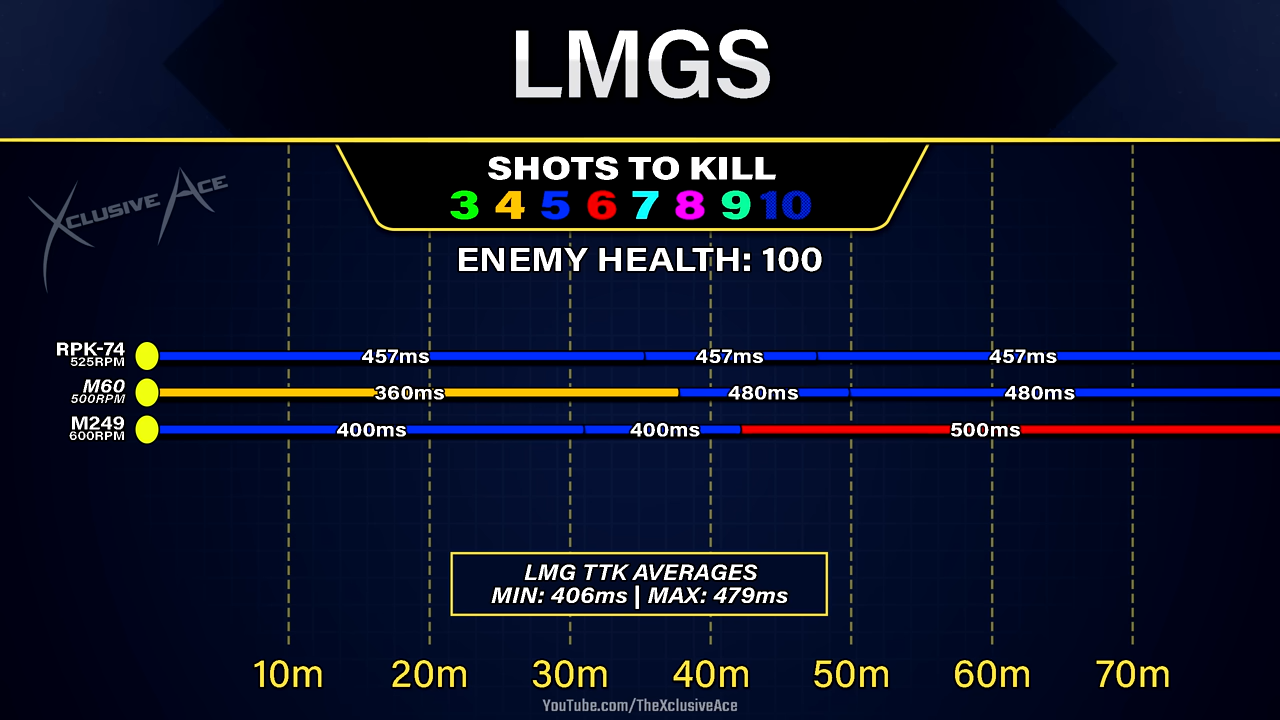 LMGS
XCLUSIVE ACE
SHOTS TO KILL
3 4 5 6 7 8 9 10
ENEMY HEALTH: 100
RPK-74
525RPM
457ms 457ms 457ms
M60
500RPM
360ms 480ms 480ms
M249
600RPM
400ms 400ms 500ms
LMG TTK AVERAGES
MIN: 406ms | MAX: 479ms
10m 20m 30m 40m 50m 60m 70m
YouTube.com/TheXclusiveAce